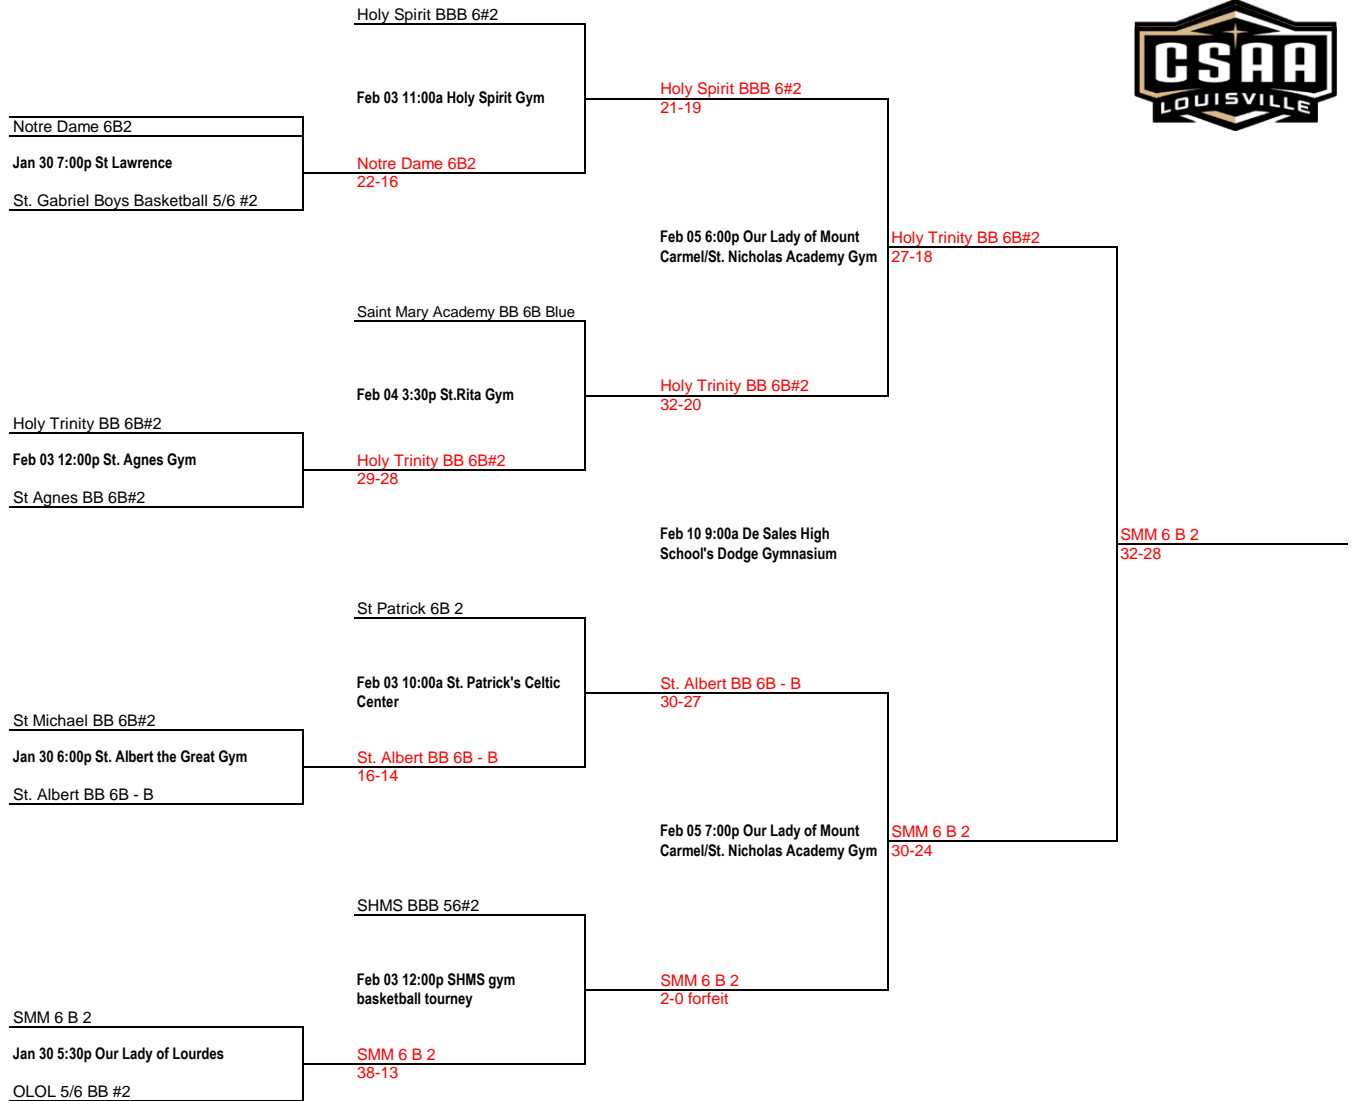 Holy Spirit BBB 6#2
CSAA
LOUISVILLE
Feb 03 11:00a Holy Spirit Gym
Holy Spirit BBB 6#2
21-19
Notre Dame 6B2
Jan 30 7:00p St Lawrence
Notre Dame 6B2
22-16
St. Gabriel Boys Basketball 5/6 #2
Feb 05 6:00p Our Lady of Mount
Carmel/St. Nicholas Academy Gym
Holy Trinity BB 6B#2
27-18
Saint Mary Academy BB 6B Blue
Feb 04 3:30p St.Rita Gym
Holy Trinity BB 6B#2
32-20
Holy Trinity BB 6B#2
Feb 03 12:00p St. Agnes Gym
Holy Trinity BB 6B#2
29-28
St Agnes BB 6B#2
Feb 10 9:00a De Sales High
School's Dodge Gymnasium
SMM 6 B 2
32-28
St Patrick 6B 2
Feb 03 10:00a St. Patrick's Celtic
Center
St. Albert BB 6B - B
30-27
St Michael BB 6B#2
Jan 30 6:00p St. Albert the Great Gym
St. Albert BB 6B - B
16-14
St. Albert BB 6B - B
Feb 05 7:00p Our Lady of Mount
Carmel/St. Nicholas Academy Gym
SMM 6 B 2
30-24
SHMS BBB 56#2
Feb 03 12:00p SHMS gym
basketball tourney
SMM 6 B 2
2-0 forfeit
SMM 6 B 2
Jan 30 5:30p Our Lady of Lourdes
SMM 6 B 2
38-13
OLOL 5/6 BB #2